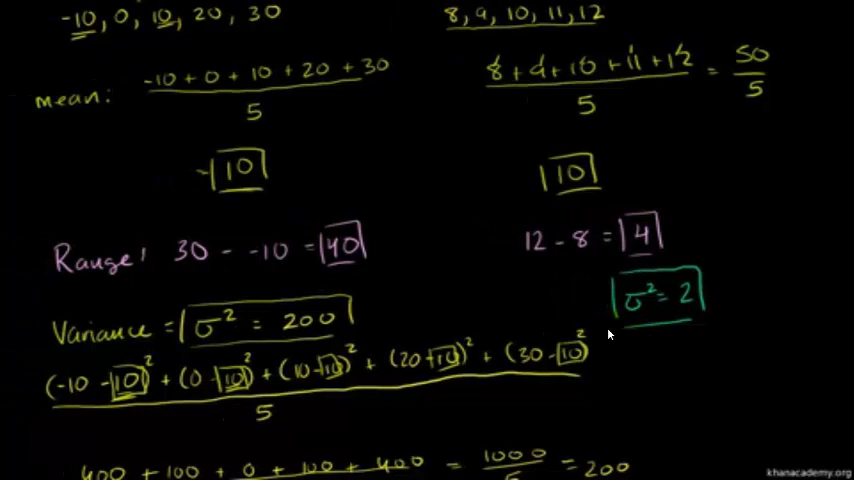 -10, 0, 10, 20, 30
8, 9, 10, 11, 12
mean: -10 + 0 + 10 + 20 + 30 / 5
8 + 9 + 10 + 11 + 12 / 5 = 50 / 5
10
10
Range: 30 - -10 = 40
12 - 8 = 4
σ² = 2
Variance = σ² = 200
(-10 - 10)² + (0 - 10)² + (10 - 10)² + (20 - 10)² + (30 - 10)²
5
400 + 100 + 0 + 100 + 400 = 1000 / 5 = 200
khanacademy.org